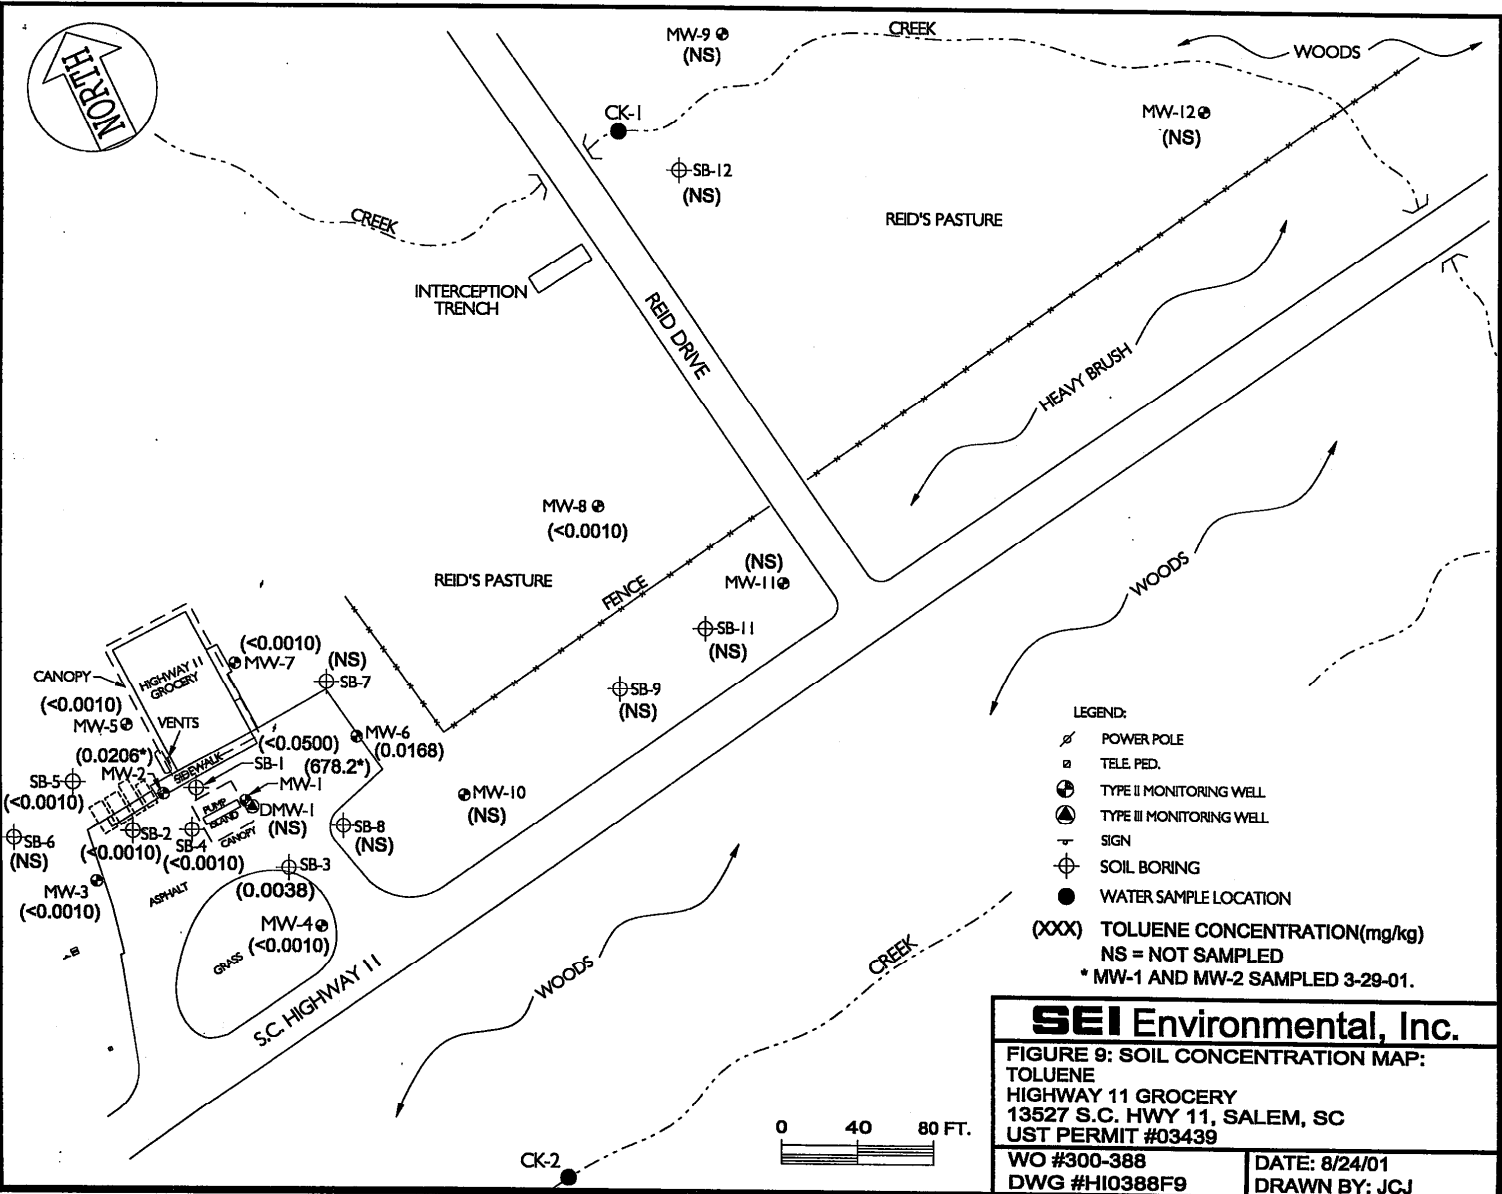 NORTH
MW-9
(NS)
CREEK
WOODS
CK-1
MW-12
(NS)
SB-12
(NS)
CREEK
REID'S PASTURE
INTERCEPTION
TRENCH
REID DRIVE
HEAVY BRUSH
MW-8
(<0.0010)
REID'S PASTURE
FENCE
(NS)
MW-11
WOODS
SB-11
(NS)
SB-9
(NS)
(<0.0010)
MW-7
(NS)
SB-7
CANOPY
HIGHWAY 11
GROCERY
(<0.0010)
MW-5
VENTS
(0.0206*)
MW-2
SIDEWALK
(<0.0500)
SB-1
MW-6
(0.0168)
(678.2*)
MW-1
SB-5
(<0.0010)
PUMP
ISLAND
CANOPY
DMW-1
(NS)
MW-10
(NS)
SB-8
(NS)
SB-6
(NS)
SB-2
(<0.0010)
SB-4
(<0.0010)
SB-3
(0.0038)
MW-3
(<0.0010)
ASPHALT
MW-4
(<0.0010)
GRASS
S.C. HIGHWAY 11
WOODS
CREEK
CK-2
0 40 80 FT.
LEGEND:
POWER POLE
TELE. PED.
TYPE II MONITORING WELL
TYPE III MONITORING WELL
SIGN
SOIL BORING
WATER SAMPLE LOCATION
(XXX) TOLUENE CONCENTRATION(mg/kg)
NS = NOT SAMPLED
* MW-1 AND MW-2 SAMPLED 3-29-01.
SEI Environmental, Inc.
FIGURE 9: SOIL CONCENTRATION MAP:
TOLUENE
HIGHWAY 11 GROCERY
13527 S.C. HWY 11, SALEM, SC
UST PERMIT #03439
WO #300-388
DWG #HI0388F9
DATE: 8/24/01
DRAWN BY: JCJ